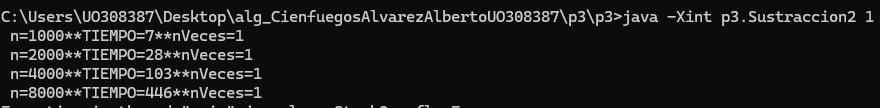 C:\Users\UO308387\Desktop\alg_CienfuegosAlvarezAlbertoUO308387\p3\p3>java -Xint p3.Sustraccion2 1
n=1000**TIEMPO=7**nVeces=1
n=2000**TIEMPO=28**nVeces=1
n=4000**TIEMPO=103**nVeces=1
n=8000**TIEMPO=446**nVeces=1